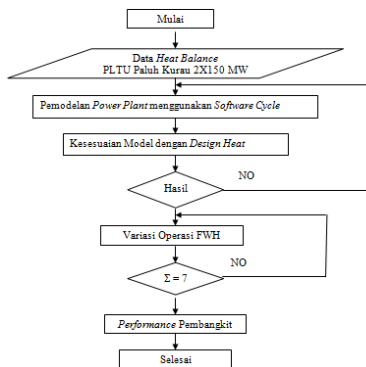 Mulai
Data Heat Balance
PLTU Paluh Kurau 2X150 MW
Pemodelan Power Plant menggunakan Software Cycle
Kesesuaian Model dengan Design Heat
Hasil
NO
Variasi Operasi FWH
Σ = 7
NO
Performance Pembangkit
Selesai